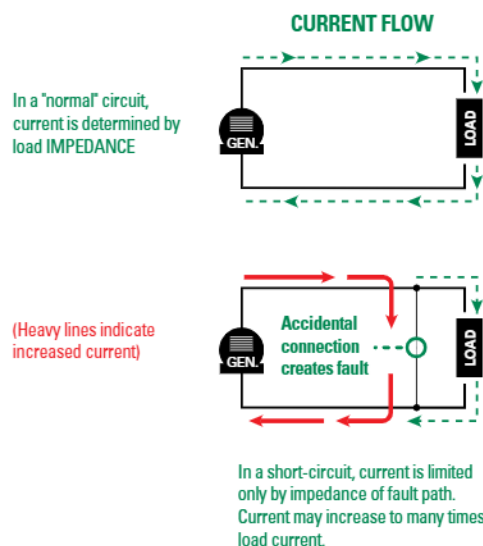 CURRENT FLOW
In a "normal" circuit,
current is determined by
load IMPEDANCE
GEN.
LOAD
(Heavy lines indicate
increased current)
GEN.
Accidental
connection
creates fault
LOAD
In a short-circuit, current is limited
only by impedance of fault path.
Current may increase to many times
load current.